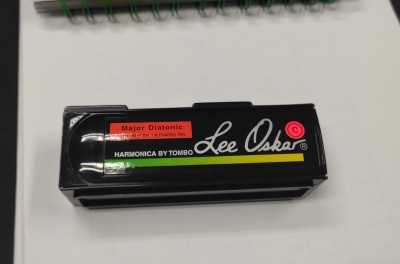 Major Diatonic
Lee Oskar ®
C
HARMONICA BY TOMBO